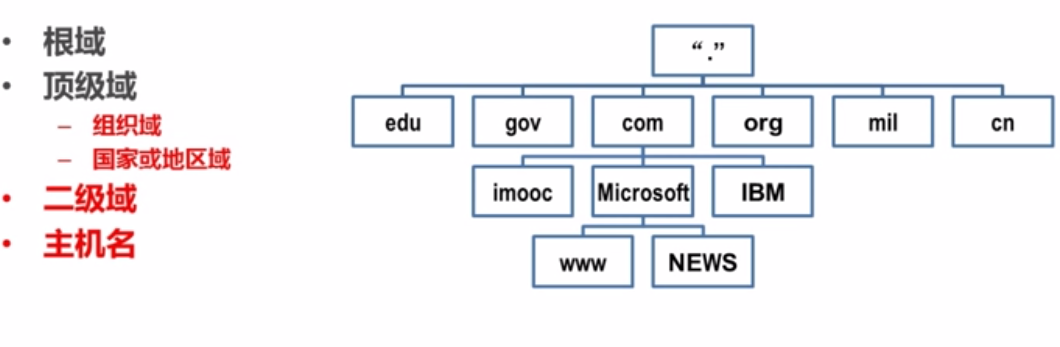 • 根域
• 顶级域
– 组织域
– 国家或地区域
• 二级域
• 主机名
“.”
edu gov com org mil cn
imooc Microsoft IBM
www NEWS